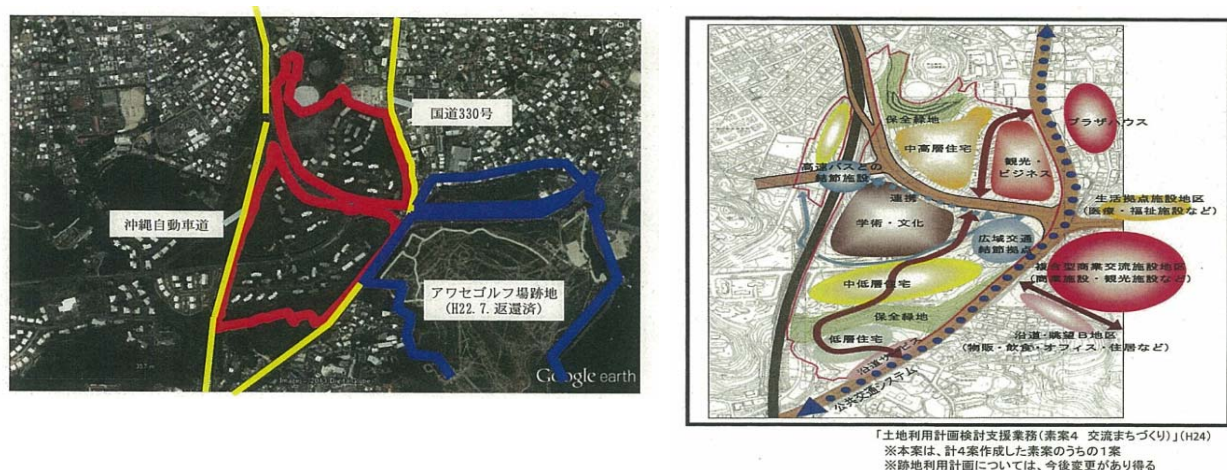 国道330号
沖縄自動車道
アワセゴルフ場跡地
(H22.7.返還済)
Google earth
保全緑地
プラザハウス
中高層住宅
観光・
ビジネス
高速バスとの
結節施設
連携
生活拠点施設地区
(医療・福祉施設など)
学術・文化
広域交通
結節拠点
複合型商業交流施設地区
(商業施設・観光施設など)
中低層住宅
保全緑地
沿道・眺望B地区
(物販・飲食・オフィス・住居など)
低層住宅
沿道サービス
公共交通システム
「土地利用計画検討支援業務(素案4 交流まちづくり)」(H24)
※本案は、計4案作成した素案のうちの1案
※跡地利用計画については、今後変更があり得る